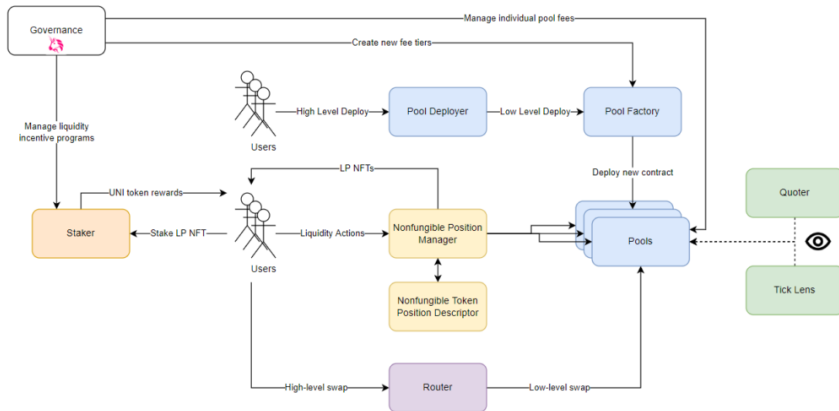 Manage individual pool fees
Governance
Create new fee tiers
High Level Deploy
Pool Deployer
Low Level Deploy
Pool Factory
Manage liquidity
incentive programs
Users
LP NFTs
Deploy new contract
UNI token rewards
Quoter
Staker
Stake LP NFT
Liquidity Actions
Nonfungible Position
Manager
Pools
Users
Nonfungible Token
Position Descriptor
Tick Lens
High-level swap
Router
Low-level swap